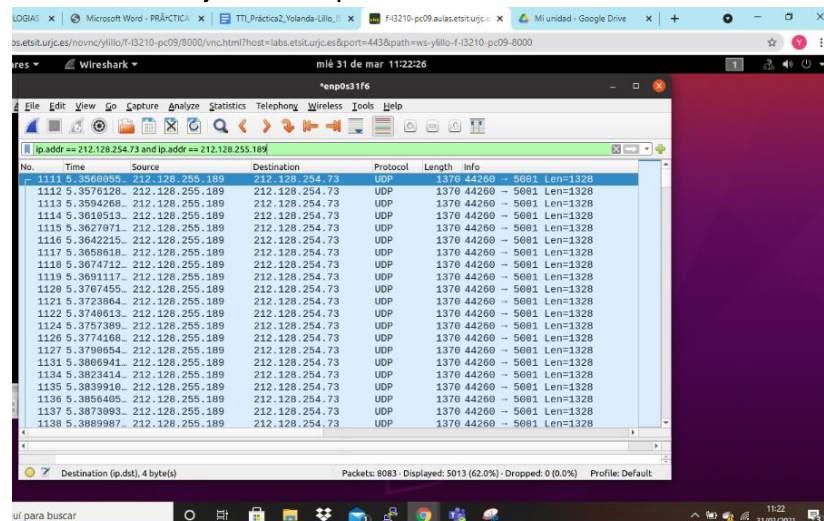 LOGIAS Microsoft Word - PRÃ•CTICA TTI_Práctica2_Yolanda-Lillo_ f-l3210-pc09.aulas.etsit.urjc.e Mi unidad - Google Drive
os.etsit.urjc.es/novnc/ylillo/f-l3210-pc09/8000/vnc.html?host=labs.etsit.urjc.es&port=443&path=ws-ylillo-f-l3210-pc09-8000
res Wireshark mié 31 de mar 11:22:26 1
*enp0s31f6
File Edit View Go Capture Analyze Statistics Telephony Wireless Tools Help
ip.addr == 212.128.254.73 and ip.addr == 212.128.255.189
No. Time Source Destination Protocol Length Info
1111 5.3560055… 212.128.255.189 212.128.254.73 UDP 1370 44260 → 5001 Len=1328
1112 5.3576128… 212.128.255.189 212.128.254.73 UDP 1370 44260 → 5001 Len=1328
1113 5.3594268… 212.128.255.189 212.128.254.73 UDP 1370 44260 → 5001 Len=1328
1114 5.3610513… 212.128.255.189 212.128.254.73 UDP 1370 44260 → 5001 Len=1328
1115 5.3627071… 212.128.255.189 212.128.254.73 UDP 1370 44260 → 5001 Len=1328
1116 5.3642215… 212.128.255.189 212.128.254.73 UDP 1370 44260 → 5001 Len=1328
1117 5.3658618… 212.128.255.189 212.128.254.73 UDP 1370 44260 → 5001 Len=1328
1118 5.3674712… 212.128.255.189 212.128.254.73 UDP 1370 44260 → 5001 Len=1328
1119 5.3691117… 212.128.255.189 212.128.254.73 UDP 1370 44260 → 5001 Len=1328
1120 5.3707455… 212.128.255.189 212.128.254.73 UDP 1370 44260 → 5001 Len=1328
1121 5.3723864… 212.128.255.189 212.128.254.73 UDP 1370 44260 → 5001 Len=1328
1122 5.3740613… 212.128.255.189 212.128.254.73 UDP 1370 44260 → 5001 Len=1328
1124 5.3757389… 212.128.255.189 212.128.254.73 UDP 1370 44260 → 5001 Len=1328
1126 5.3774168… 212.128.255.189 212.128.254.73 UDP 1370 44260 → 5001 Len=1328
1127 5.3790654… 212.128.255.189 212.128.254.73 UDP 1370 44260 → 5001 Len=1328
1131 5.3806941… 212.128.255.189 212.128.254.73 UDP 1370 44260 → 5001 Len=1328
1134 5.3823414… 212.128.255.189 212.128.254.73 UDP 1370 44260 → 5001 Len=1328
1135 5.3839910… 212.128.255.189 212.128.254.73 UDP 1370 44260 → 5001 Len=1328
1136 5.3856405… 212.128.255.189 212.128.254.73 UDP 1370 44260 → 5001 Len=1328
1137 5.3873093… 212.128.255.189 212.128.254.73 UDP 1370 44260 → 5001 Len=1328
1138 5.3889987… 212.128.255.189 212.128.254.73 UDP 1370 44260 → 5001 Len=1328
Destination (ip.dst), 4 byte(s) Packets: 8083 · Displayed: 5013 (62.0%) · Dropped: 0 (0.0%) Profile: Default
uí para buscar 11:22
31/03/2021